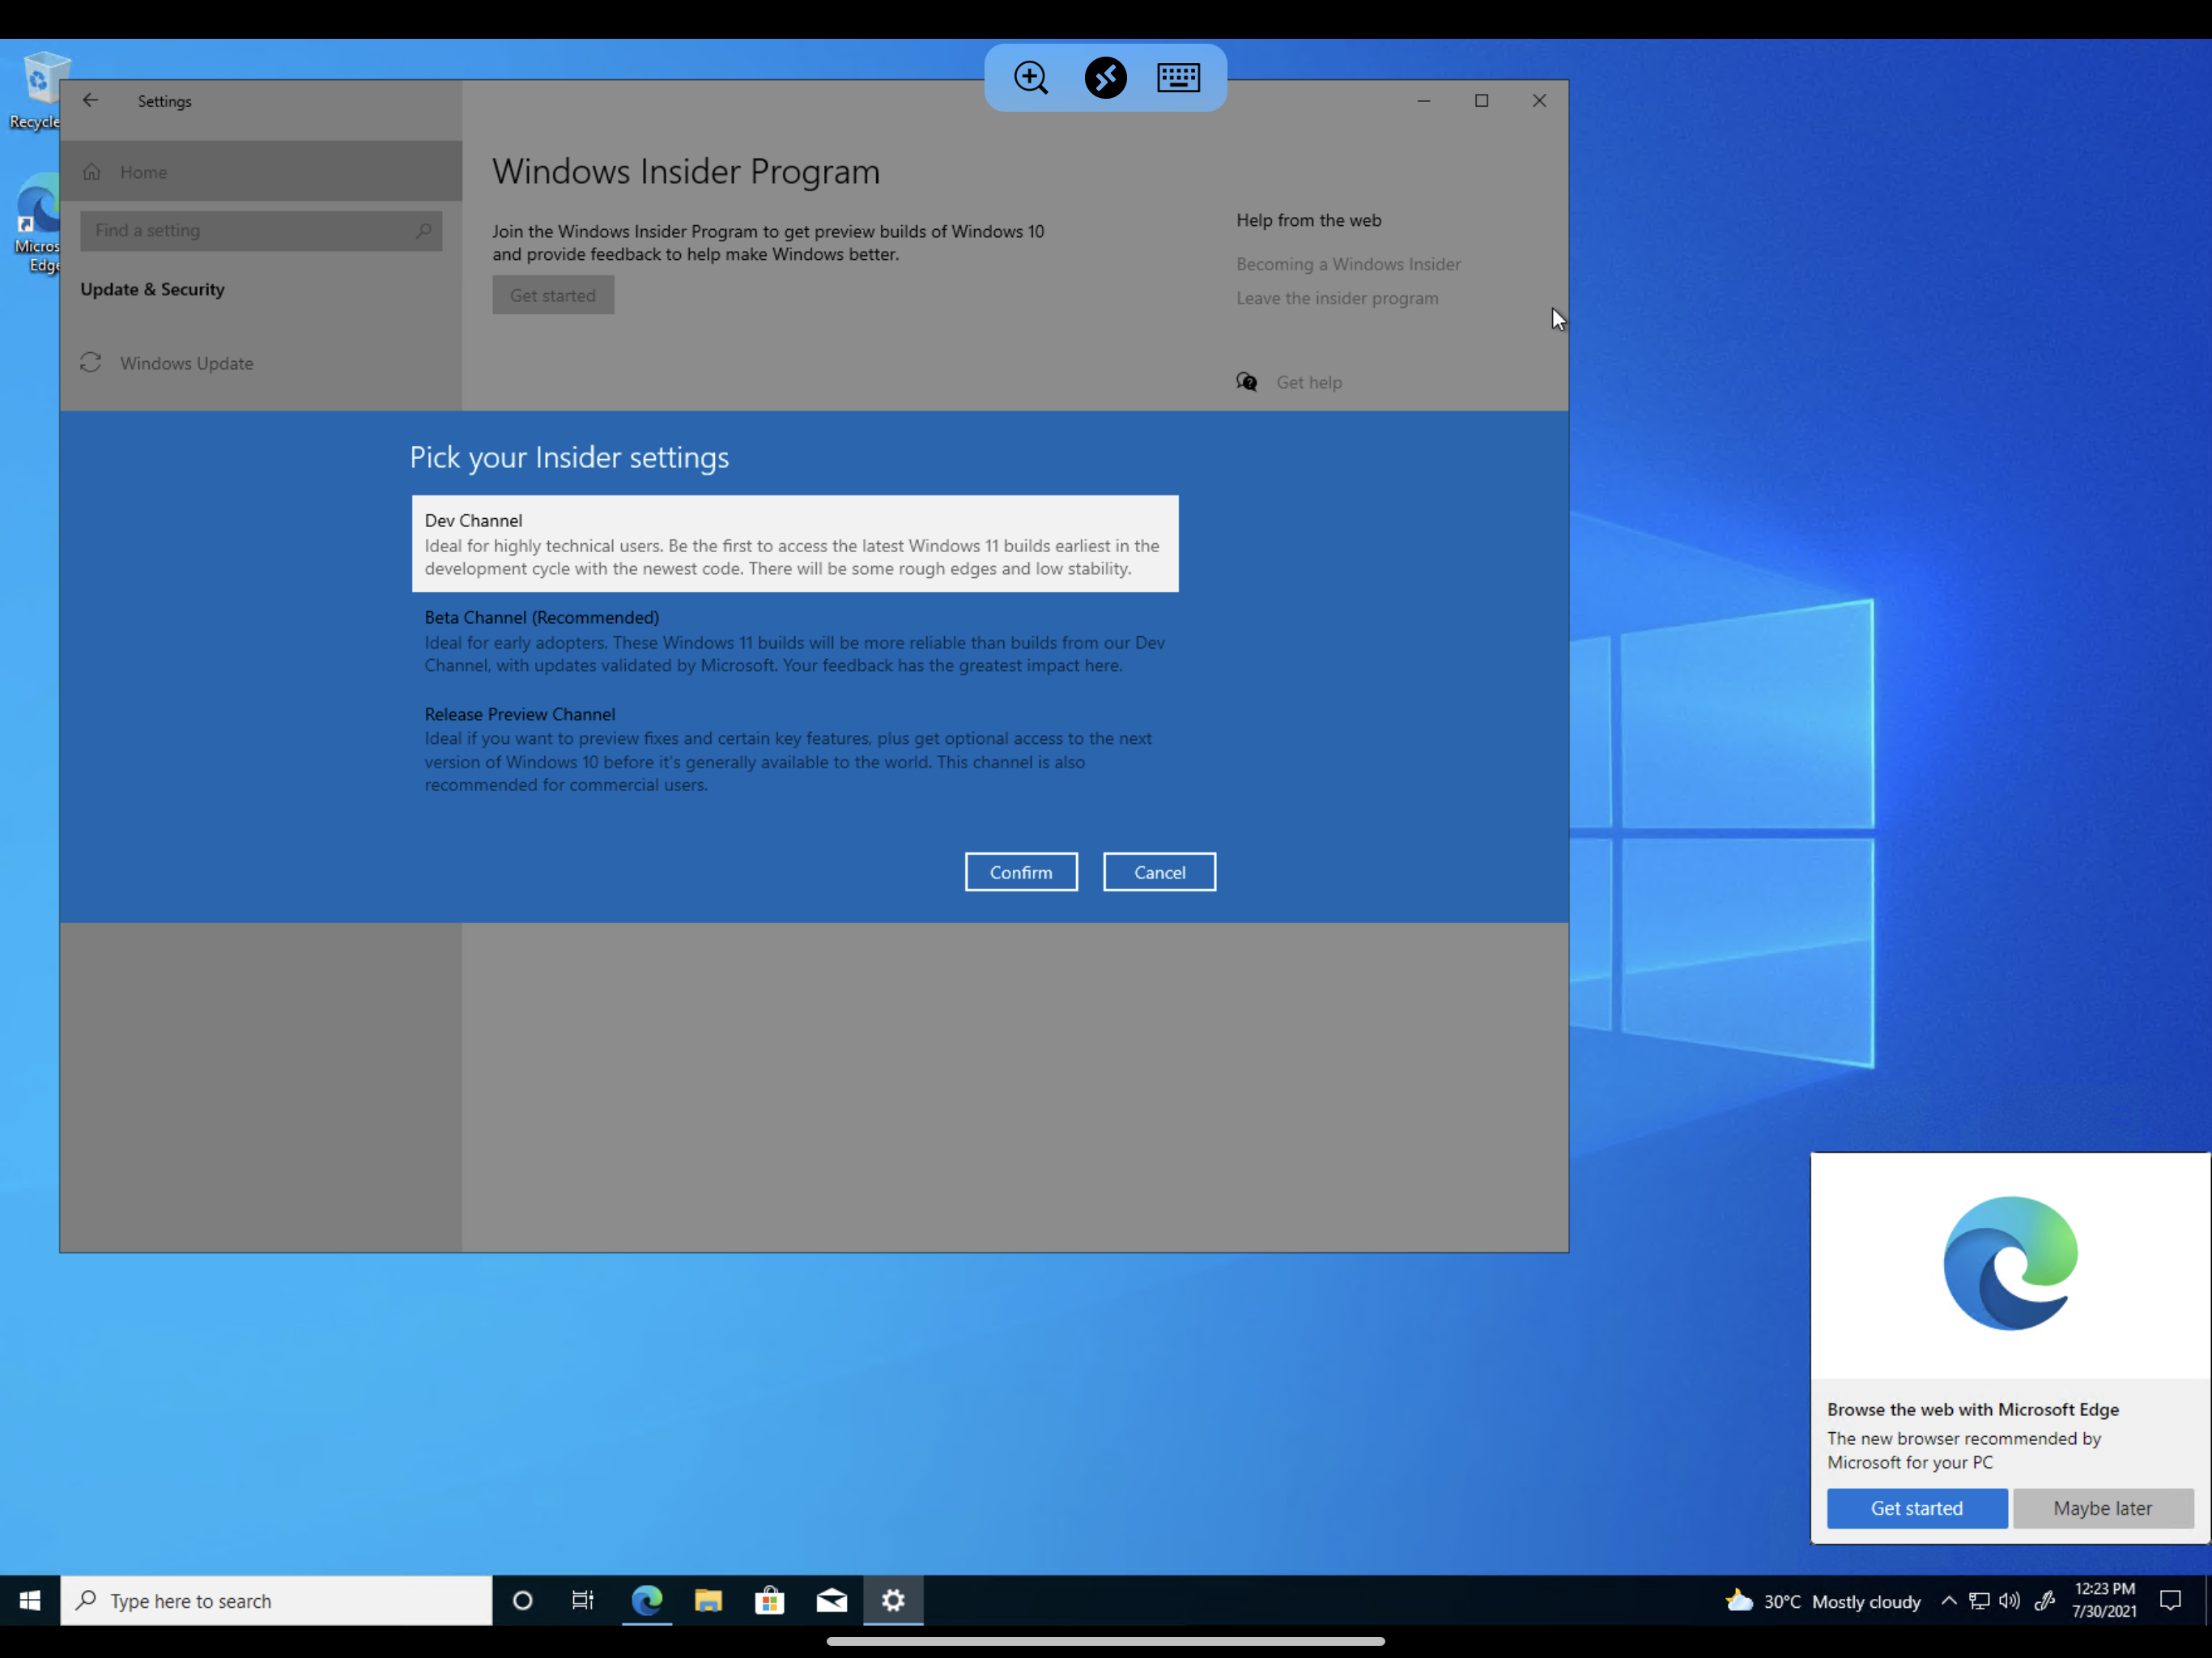 Recycle
Micros
Edge
Settings
Home
Find a setting
Update & Security
Windows Update
Windows Insider Program
Join the Windows Insider Program to get preview builds of Windows 10
and provide feedback to help make Windows better.
Get started
Help from the web
Becoming a Windows Insider
Leave the insider program
Get help
Pick your Insider settings
Dev Channel
Ideal for highly technical users. Be the first to access the latest Windows 11 builds earliest in the
development cycle with the newest code. There will be some rough edges and low stability.
Beta Channel (Recommended)
Ideal for early adopters. These Windows 11 builds will be more reliable than builds from our Dev
Channel, with updates validated by Microsoft. Your feedback has the greatest impact here.
Release Preview Channel
Ideal if you want to preview fixes and certain key features, plus get optional access to the next
version of Windows 10 before it's generally available to the world. This channel is also
recommended for commercial users.
Confirm
Cancel
Browse the web with Microsoft Edge
The new browser recommended by
Microsoft for your PC
Get started
Maybe later
Type here to search
30°C Mostly cloudy
12:23 PM
7/30/2021